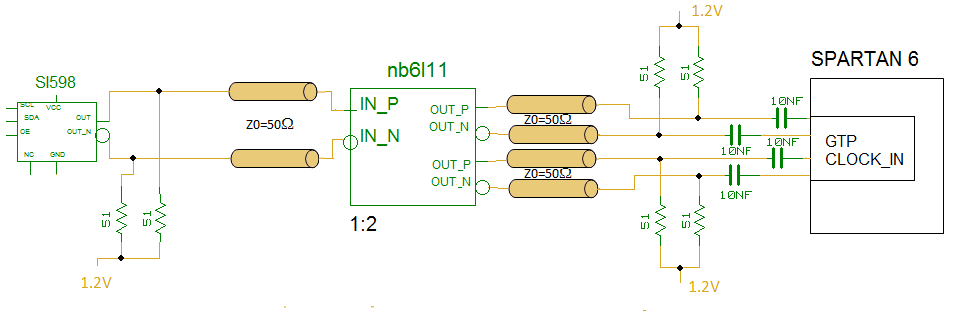 1.2V
SPARTAN 6
SI598
nb6l11
51
51
SCL
VCC
SDA
OUT
OE
OUT_N
NC
GND
Z0=50Ω
IN_P
IN_N
OUT_P
OUT_N
OUT_P
OUT_N
Z0=50Ω
Z0=50Ω
10NF
10NF
10NF
10NF
GTP
CLOCK_IN
51
51
1:2
51
51
1.2V
1.2V